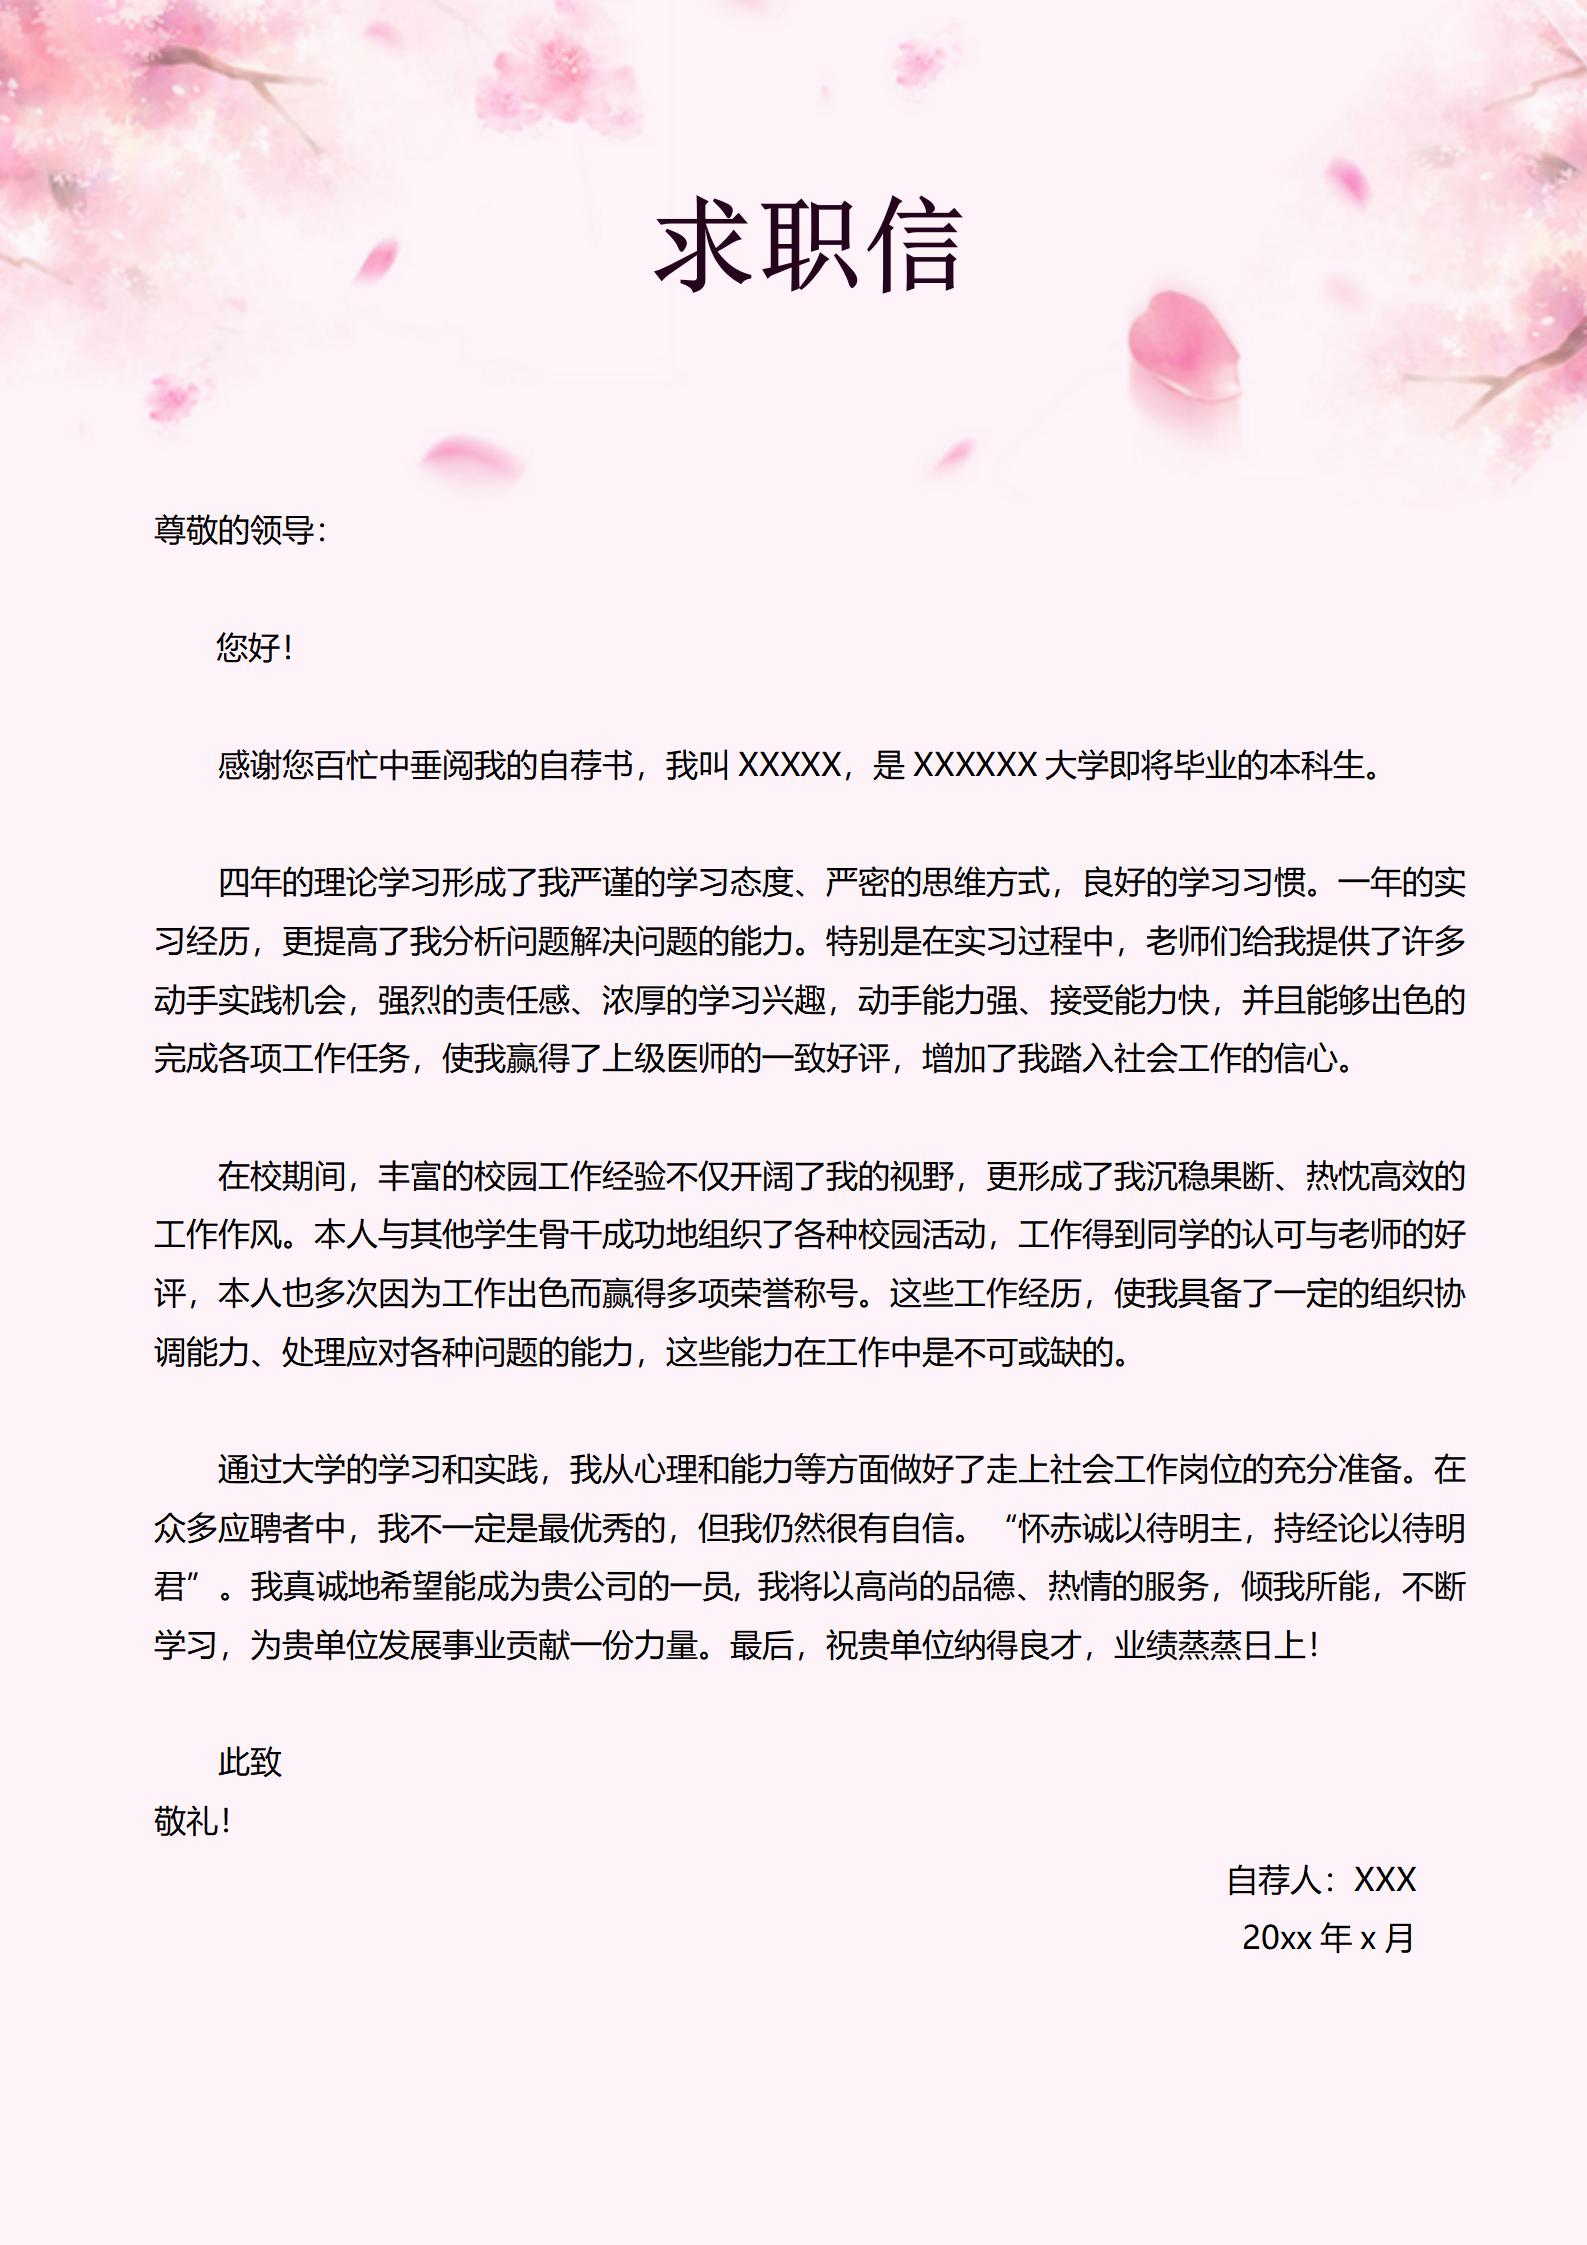 求职信
尊敬的领导：
您好！
感谢您百忙中垂阅我的自荐书，我叫 XXXXX，是 XXXXXX 大学即将毕业的本科生。
四年的理论学习形成了我严谨的学习态度、严密的思维方式，良好的学习习惯。一年的实
习经历，更提高了我分析问题解决问题的能力。特别是在实习过程中，老师们给我提供了许多
动手实践机会，强烈的责任感、浓厚的学习兴趣，动手能力强、接受能力快，并且能够出色的
完成各项工作任务，使我赢得了上级医师的一致好评，增加了我踏入社会工作的信心。
在校期间，丰富的校园工作经验不仅开阔了我的视野，更形成了我沉稳果断、热忱高效的
工作作风。本人与其他学生骨干成功地组织了各种校园活动，工作得到同学的认可与老师的好
评，本人也多次因为工作出色而赢得多项荣誉称号。这些工作经历，使我具备了一定的组织协
调能力、处理应对各种问题的能力，这些能力在工作中是不可或缺的。
通过大学的学习和实践，我从心理和能力等方面做好了走上社会工作岗位的充分准备。在
众多应聘者中，我不一定是最优秀的，但我仍然很有自信。“怀赤诚以待明主，持经论以待明
君”。我真诚地希望能成为贵公司的一员, 我将以高尚的品德、热情的服务，倾我所能，不断
学习，为贵单位发展事业贡献一份力量。最后，祝贵单位纳得良才，业绩蒸蒸日上！
此致
敬礼！
自荐人：XXX
20xx 年 x 月